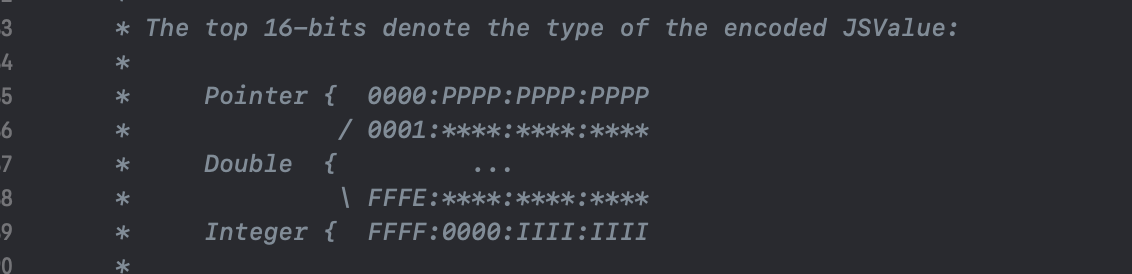 3 * The top 16-bits denote the type of the encoded JSValue:
4 *
5 *     Pointer {  0000:PPPP:PPPP:PPPP
6 *              / 0001:****:****:****
7 *     Double  {         ...
8 *              \ FFFE:****:****:****
9 *     Integer {  FFFF:0000:IIII:IIII
0 *